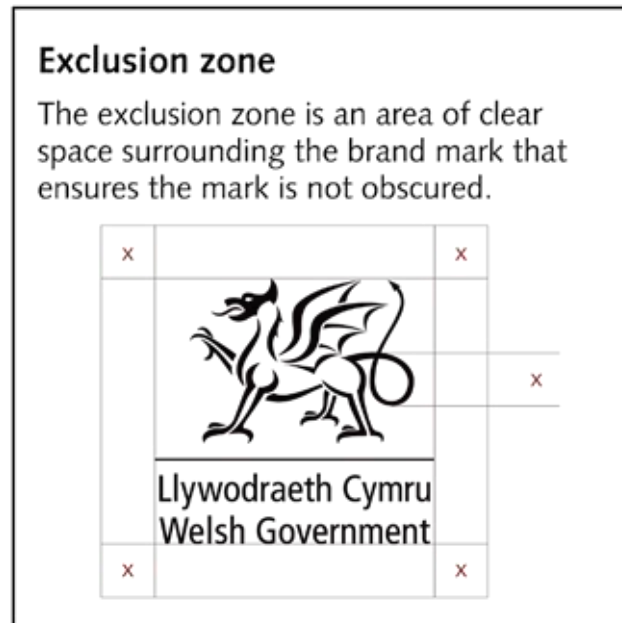 Exclusion zone
The exclusion zone is an area of clear
space surrounding the brand mark that
ensures the mark is not obscured.
x x
x
Llywodraeth Cymru
Welsh Government
x x